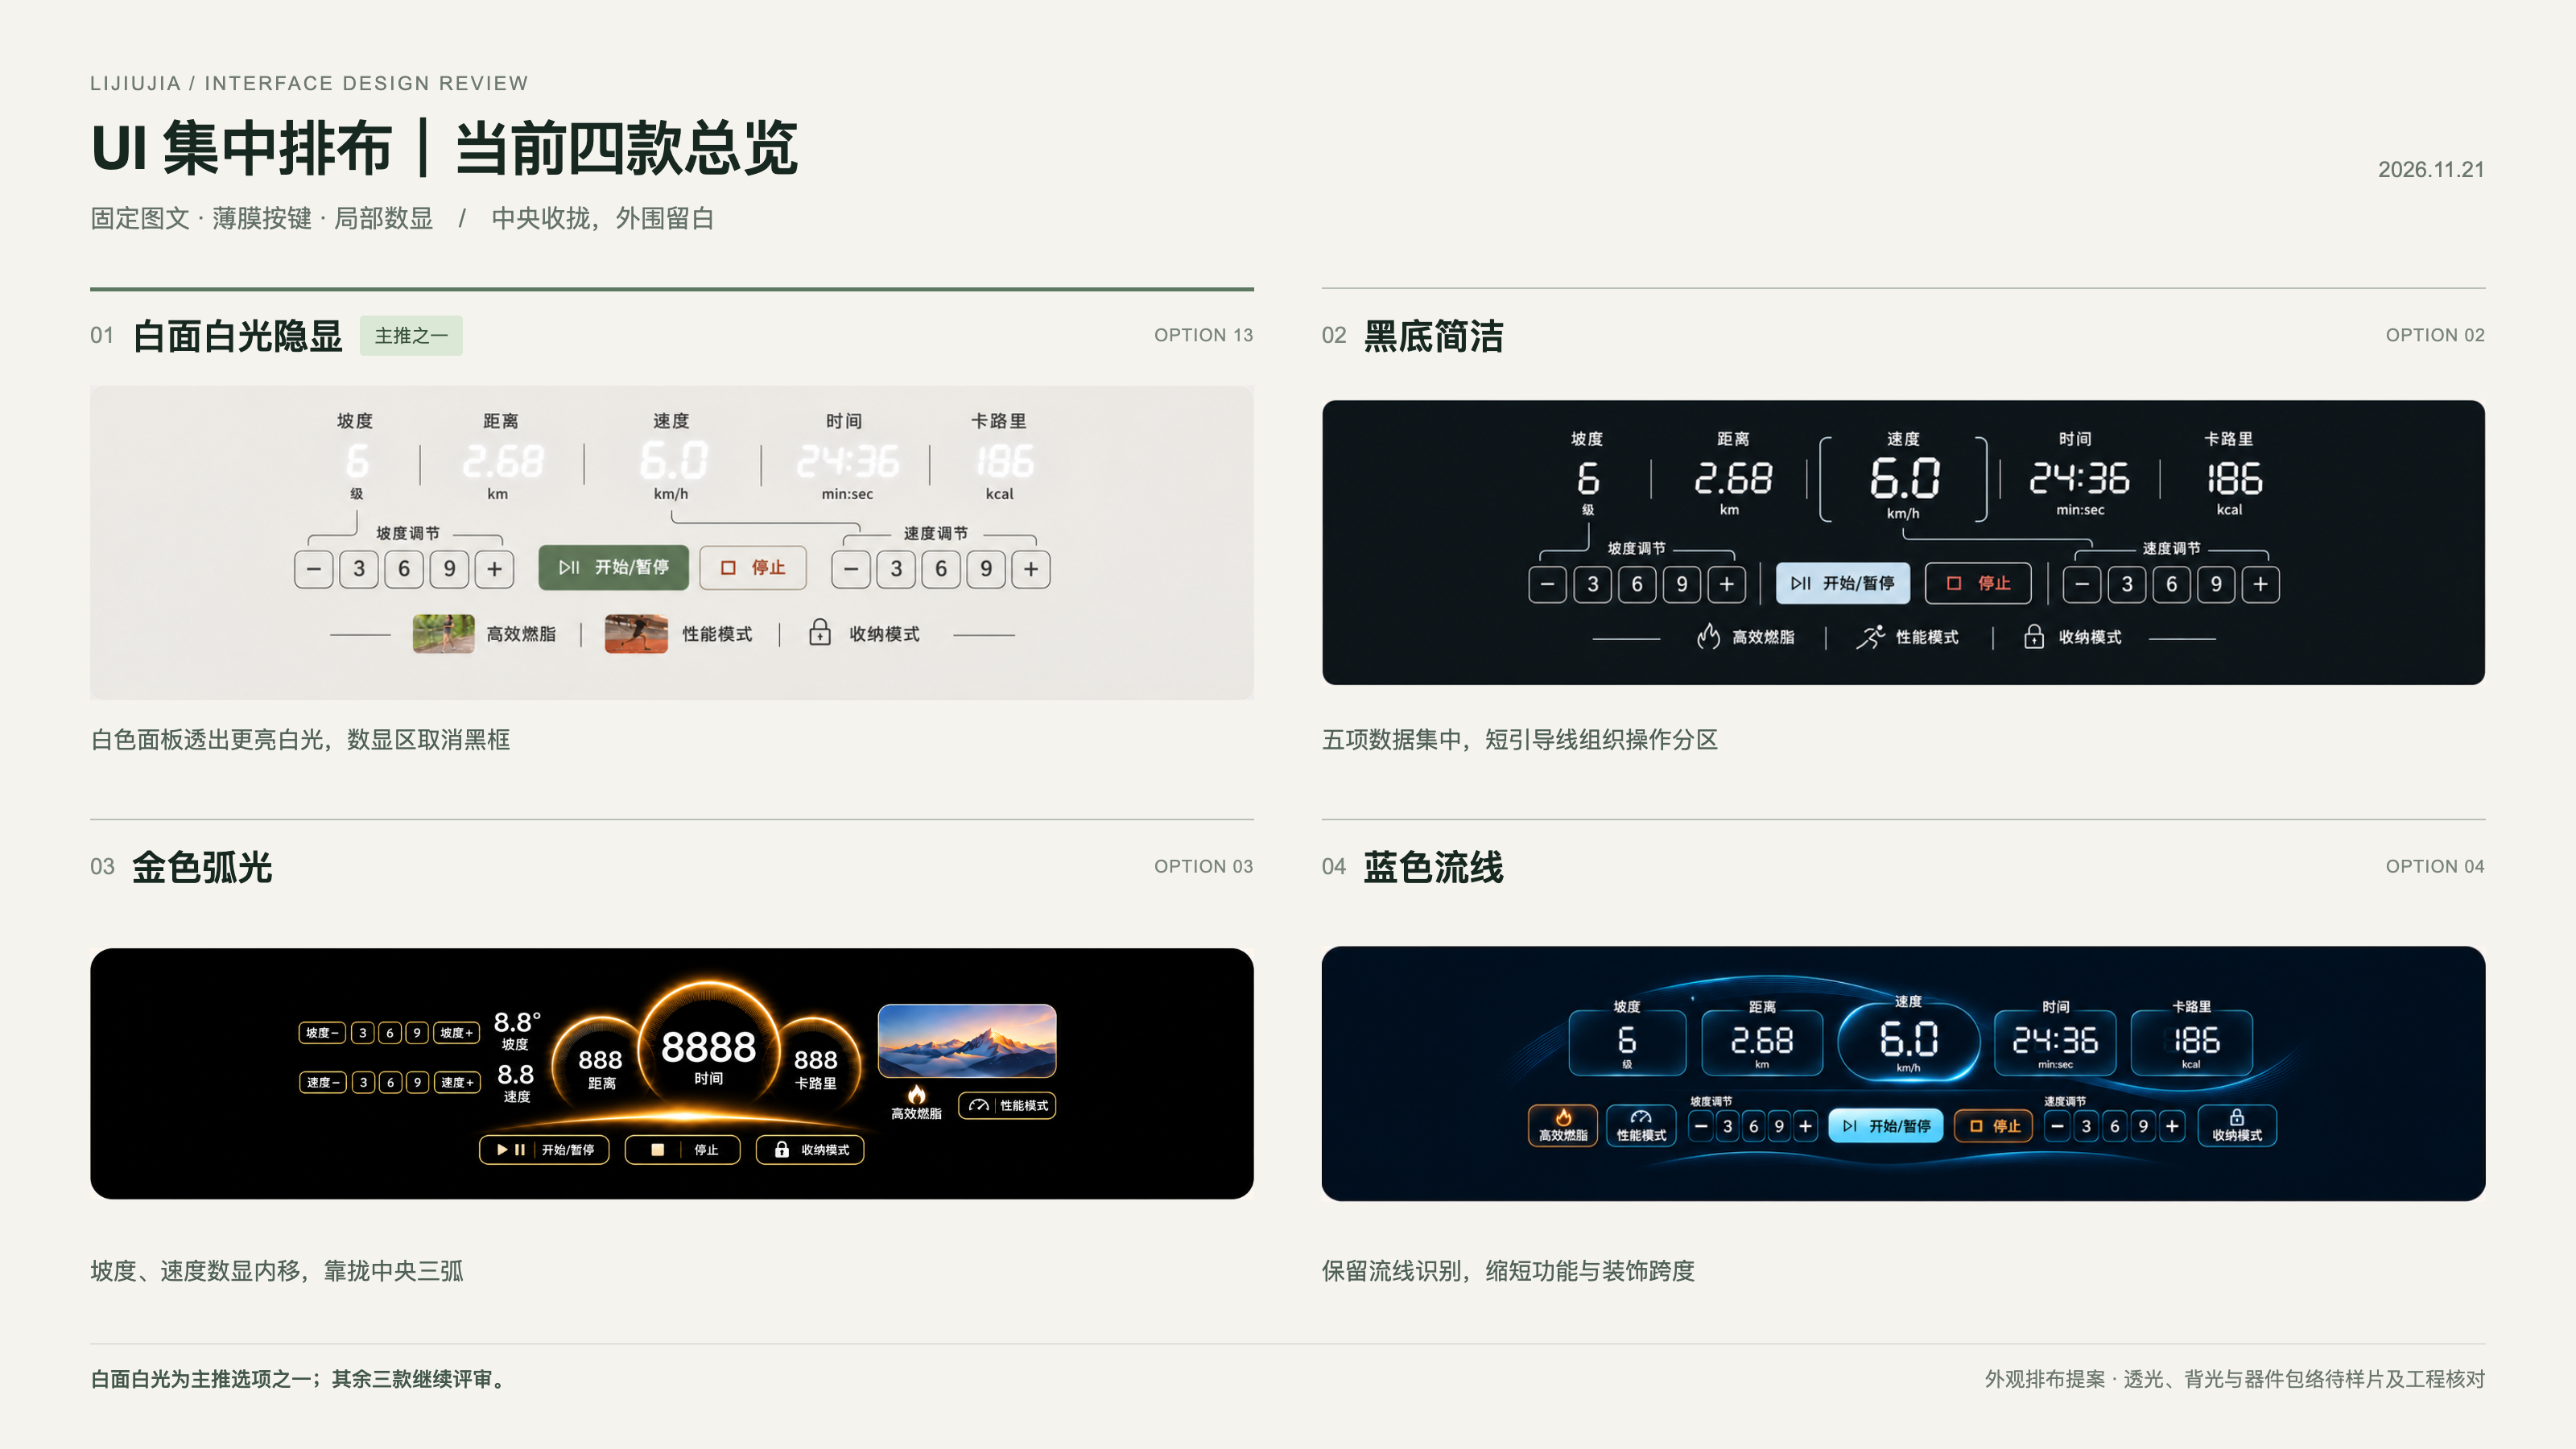 LIJIUJIA / INTERFACE DESIGN REVIEW
UI 集中排布｜当前四款总览
2026.11.21
固定图文 · 薄膜按键 · 局部数显 / 中央收拢，外围留白
01 白面白光隐显 主推之一 OPTION 13
坡度 距离 速度 时间 卡路里
6 2.68 6.0 24:36 186
级 km km/h min:sec kcal
坡度调节 速度调节
− 3 6 9 + 开始/暂停 停止 − 3 6 9 +
高效燃脂 性能模式 收纳模式
白色面板透出更亮白光，数显区取消黑框
02 黑底简洁 OPTION 02
坡度 距离 速度 时间 卡路里
6 2.68 6.0 24:36 186
级 km km/h min:sec kcal
坡度调节 速度调节
− 3 6 9 + 开始/暂停 停止 − 3 6 9 +
高效燃脂 性能模式 收纳模式
五项数据集中，短引导线组织操作分区
03 金色弧光 OPTION 03
坡度− 3 6 9 坡度+ 8.8° 坡度
速度− 3 6 9 速度+ 8.8 速度
888 8888 888
距离 时间 卡路里
高效燃脂 性能模式
开始/暂停 停止 收纳模式
坡度、速度数显内移，靠拢中央三弧
04 蓝色流线 OPTION 04
坡度 距离 速度 时间 卡路里
6 2.68 6.0 24:36 186
级 km km/h min:sec kcal
坡度调节 速度调节
高效燃脂 性能模式 − 3 6 9 + 开始/暂停 停止 − 3 6 9 + 收纳模式
保留流线识别，缩短功能与装饰跨度
白面白光为主推选项之一；其余三款继续评审。
外观排布提案 · 透光、背光与器件包络待样片及工程核对